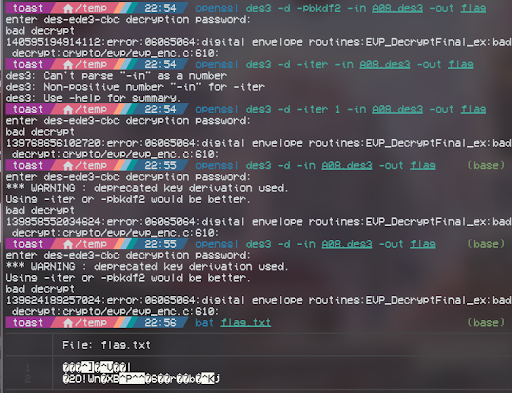 toast ~/temp 22:54 openssl des3 -d -pbkdf2 -in A08.des3 -out flag
enter des-ede3-cbc decryption password:
bad decrypt
140595194914112:error:06065064:digital envelope routines:EVP_DecryptFinal_ex:bad
decrypt:crypto/evp/evp_enc.c:610:
toast ~/temp 22:54 openssl des3 -d -iter -in A08.des3 -out flag
des3: Can't parse "-in" as a number
des3: Non-positive number "-in" for -iter
des3: Use -help for summary.
toast ~/temp 22:54 openssl des3 -d -iter 1 -in A08.des3 -out flag
enter des-ede3-cbc decryption password:
bad decrypt
139769856102720:error:06065064:digital envelope routines:EVP_DecryptFinal_ex:bad
decrypt:crypto/evp/evp_enc.c:610:
toast ~/temp 22:55 openssl des3 -d -in A08.des3 -out flag (base)
enter des-ede3-cbc decryption password:
*** WARNING : deprecated key derivation used.
Using -iter or -pbkdf2 would be better.
bad decrypt
139958552034624:error:06065064:digital envelope routines:EVP_DecryptFinal_ex:bad
decrypt:crypto/evp/evp_enc.c:610:
toast ~/temp 22:55 openssl des3 -d -in A08.des3 -out flag (base)
enter des-ede3-cbc decryption password:
*** WARNING : deprecated key derivation used.
Using -iter or -pbkdf2 would be better.
bad decrypt
139624189257024:error:06065064:digital envelope routines:EVP_DecryptFinal_ex:bad
decrypt:crypto/evp/evp_enc.c:610:
toast ~/temp 22:56 bat flag.txt (base)
File: flag.txt